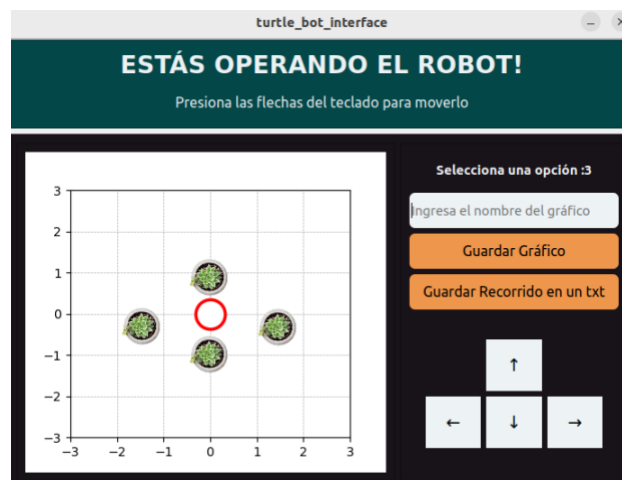 turtle_bot_interface
ESTÁS OPERANDO EL ROBOT!
Presiona las flechas del teclado para moverlo
Selecciona una opción :3
Ingresa el nombre del gráfico
Guardar Gráfico
Guardar Recorrido en un txt
3
2
1
0
−1
−2
−3
−3 −2 −1 0 1 2 3
↑
← ↓ →